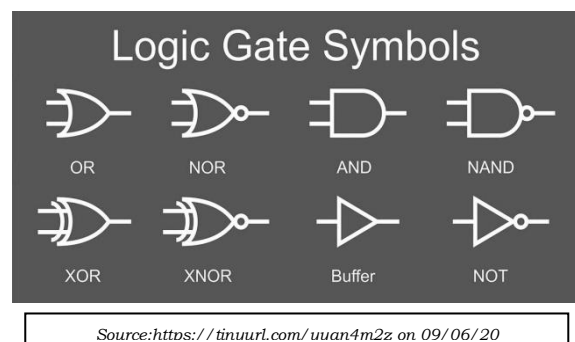 Logic Gate Symbols
OR NOR AND NAND
XOR XNOR Buffer NOT
Source:https://tinyurl.com/yuan4m2z on 09/06/20